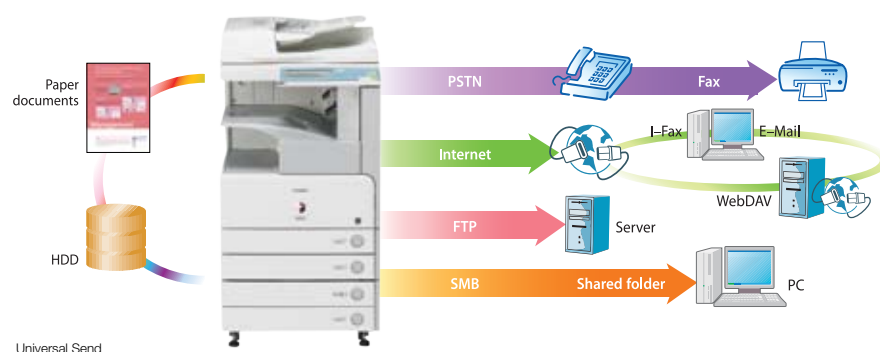 Paper
documents
HDD
PSTN
Fax
Internet
I–Fax
E–Mail
WebDAV
FTP
Server
SMB
Shared folder
PC
Universal Send